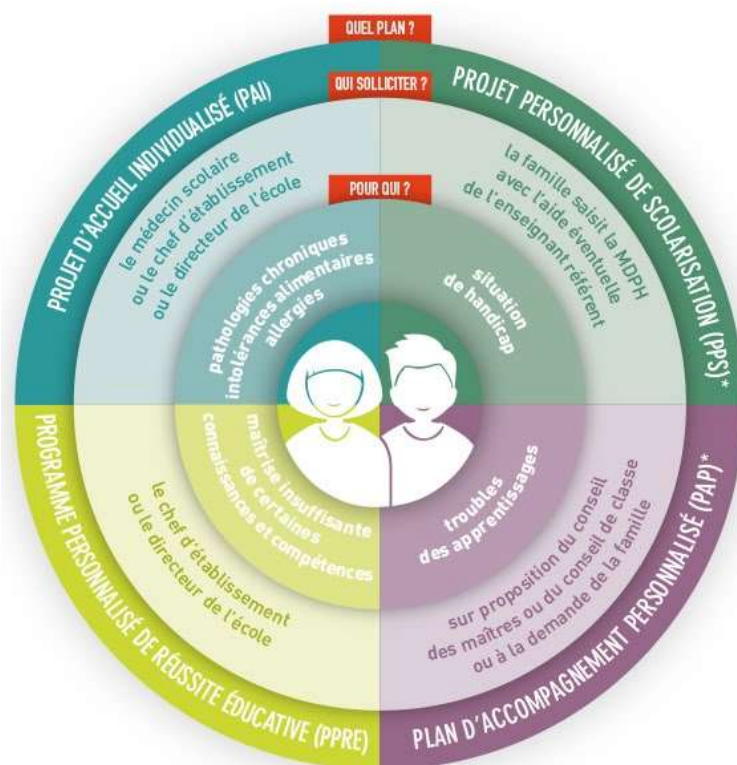 QUEL PLAN ?
QUI SOLLICITER ?
POUR QUI ?
PROJET D'ACCUEIL INDIVIDUALISÉ (PAI)
le médecin scolaire
ou le chef d'établissement
ou le directeur de l'école
pathologies chroniques
intolérances alimentaires
allergies
PROJET PERSONNALISÉ DE SCOLARISATION (PPS)*
la famille saisit la MDPH
avec l'aide éventuelle
de l'enseignant référent
situation
de handicap
PROGRAMME PERSONNALISÉ DE RÉUSSITE ÉDUCATIVE (PPRE)
le chef d'établissement
ou le directeur de l'école
maîtrise insuffisante
de certaines
connaissances et compétences
PLAN D'ACCOMPAGNEMENT PERSONNALISÉ (PAP)*
sur proposition du conseil
des maîtres ou du conseil de classe
ou à la demande de la famille
troubles
des apprentissages